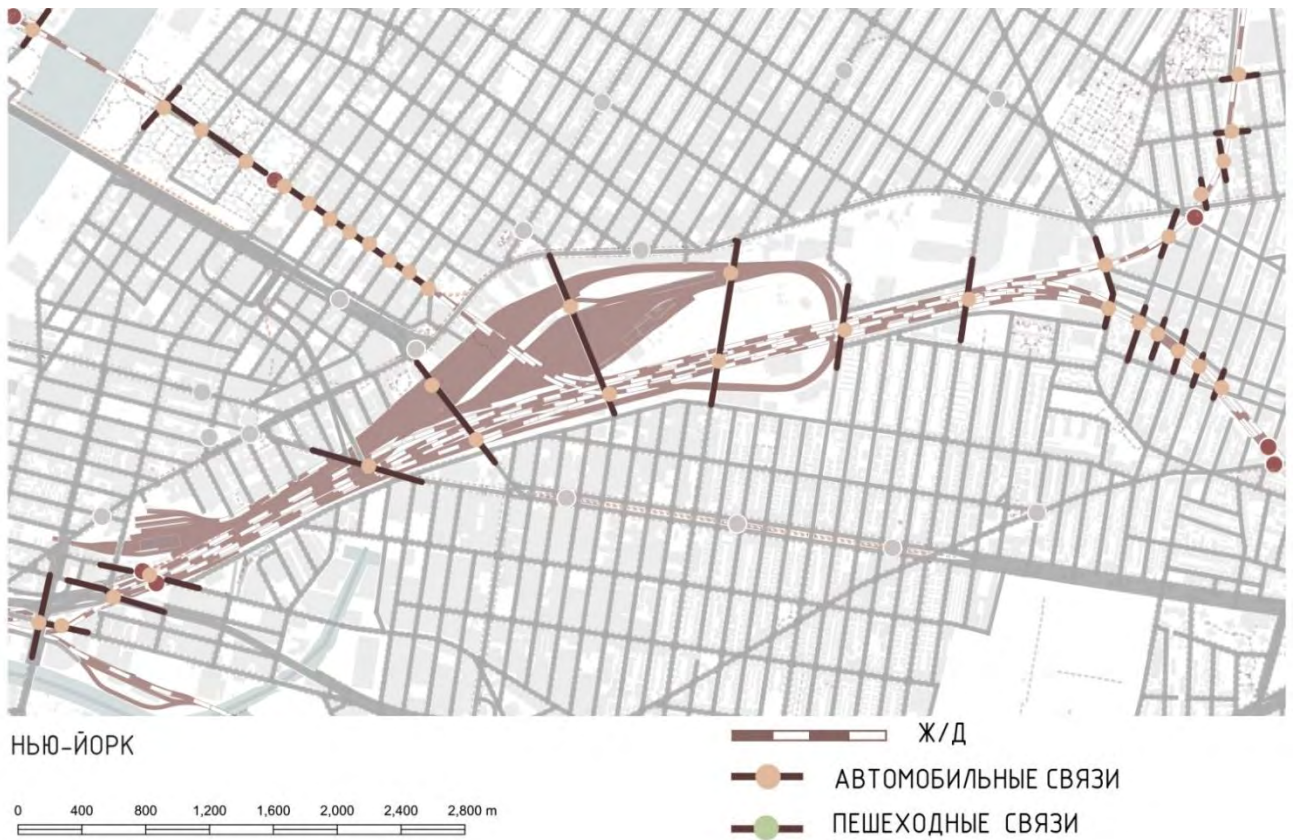 НЬЮ-ЙОРК
0 400 800 1,200 1,600 2,000 2,400 2,800 m
Ж/Д
АВТОМОБИЛЬНЫЕ СВЯЗИ
ПЕШЕХОДНЫЕ СВЯЗИ